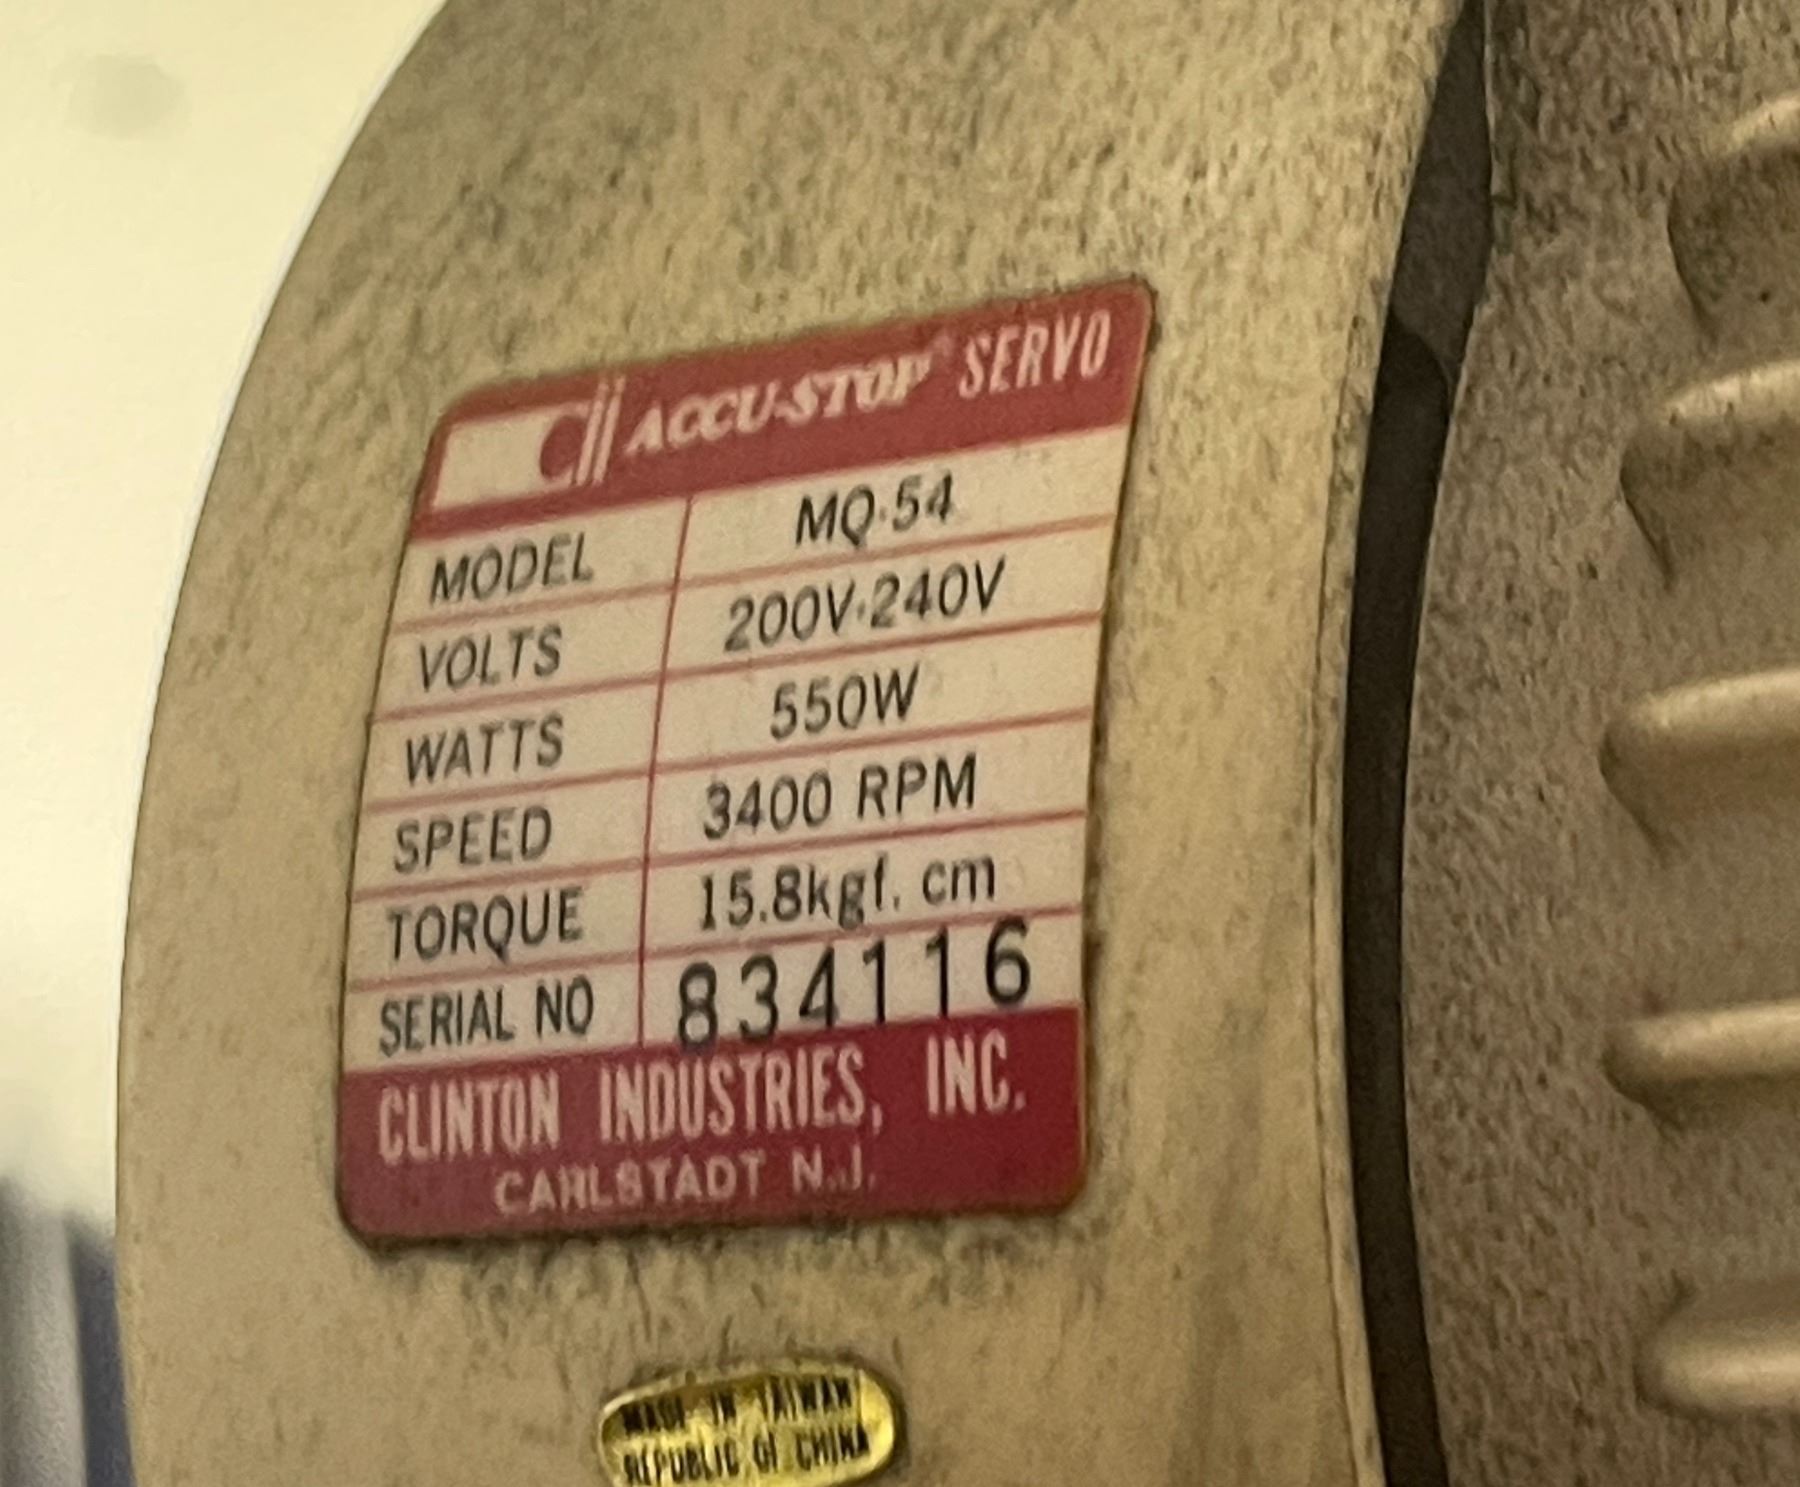 CII ACCU-STOP® SERVO
MODEL MQ-54
VOLTS 200V-240V
WATTS 550W
SPEED 3400 RPM
TORQUE 15.8kgf. cm
SERIAL NO 834116
CLINTON INDUSTRIES, INC.
CARLSTADT N.J.
MADE IN TAIWAN
REPUBLIC OF CHINA